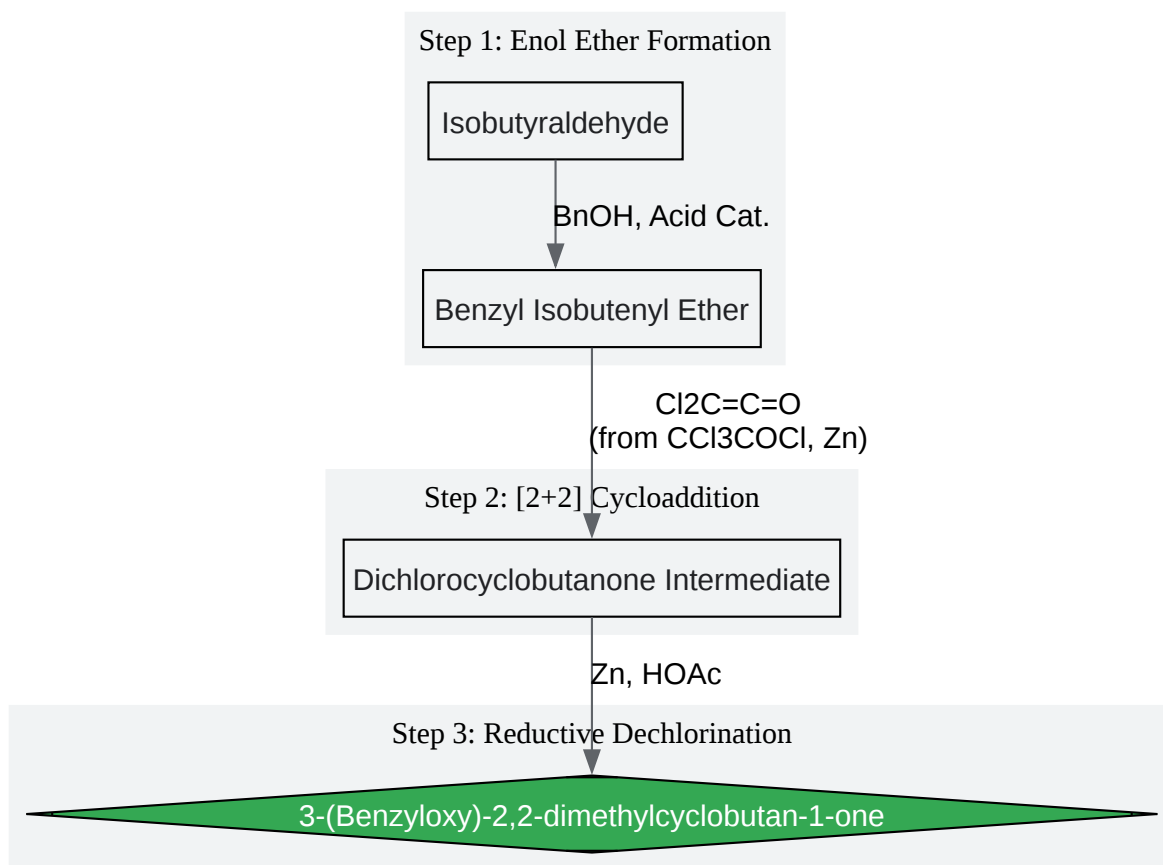 Step 1: Enol Ether Formation
Isobutyraldehyde
BnOH, Acid Cat.
Benzyl Isobutenyl Ether
Cl2C=C=O
(from CCl3COCl, Zn)
Step 2: [2+2] Cycloaddition
Dichlorocyclobutanone Intermediate
Zn, HOAc
Step 3: Reductive Dechlorination
3-(Benzyloxy)-2,2-dimethylcyclobutan-1-one